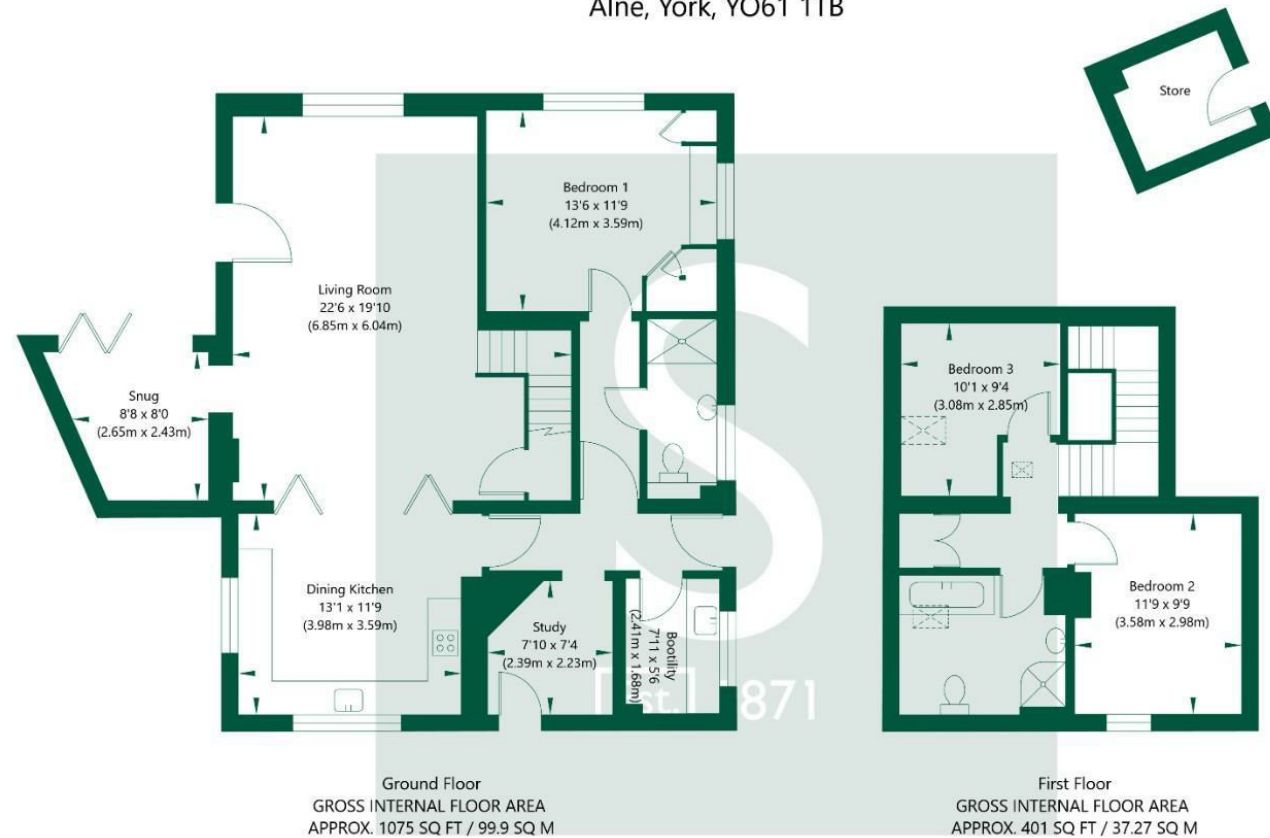 Alne, York, YO61 1TB
Store
Bedroom 1
13'6 x 11'9
(4.12m x 3.59m)
Living Room
22'6 x 19'10
(6.85m x 6.04m)
Snug
8'8 x 8'0
(2.65m x 2.43m)
Bedroom 3
10'1 x 9'4
(3.08m x 2.85m)
Dining Kitchen
13'1 x 11'9
(3.98m x 3.59m)
Study
7'10 x 7'4
(2.39m x 2.23m)
Bootility
7'11 x 5'6
(2.41m x 1.68m)
Bedroom 2
11'9 x 9'9
(3.58m x 2.98m)
S
Est. 1871
Ground Floor
GROSS INTERNAL FLOOR AREA
APPROX. 1075 SQ FT / 99.9 SQ M
First Floor
GROSS INTERNAL FLOOR AREA
APPROX. 401 SQ FT / 37.27 SQ M